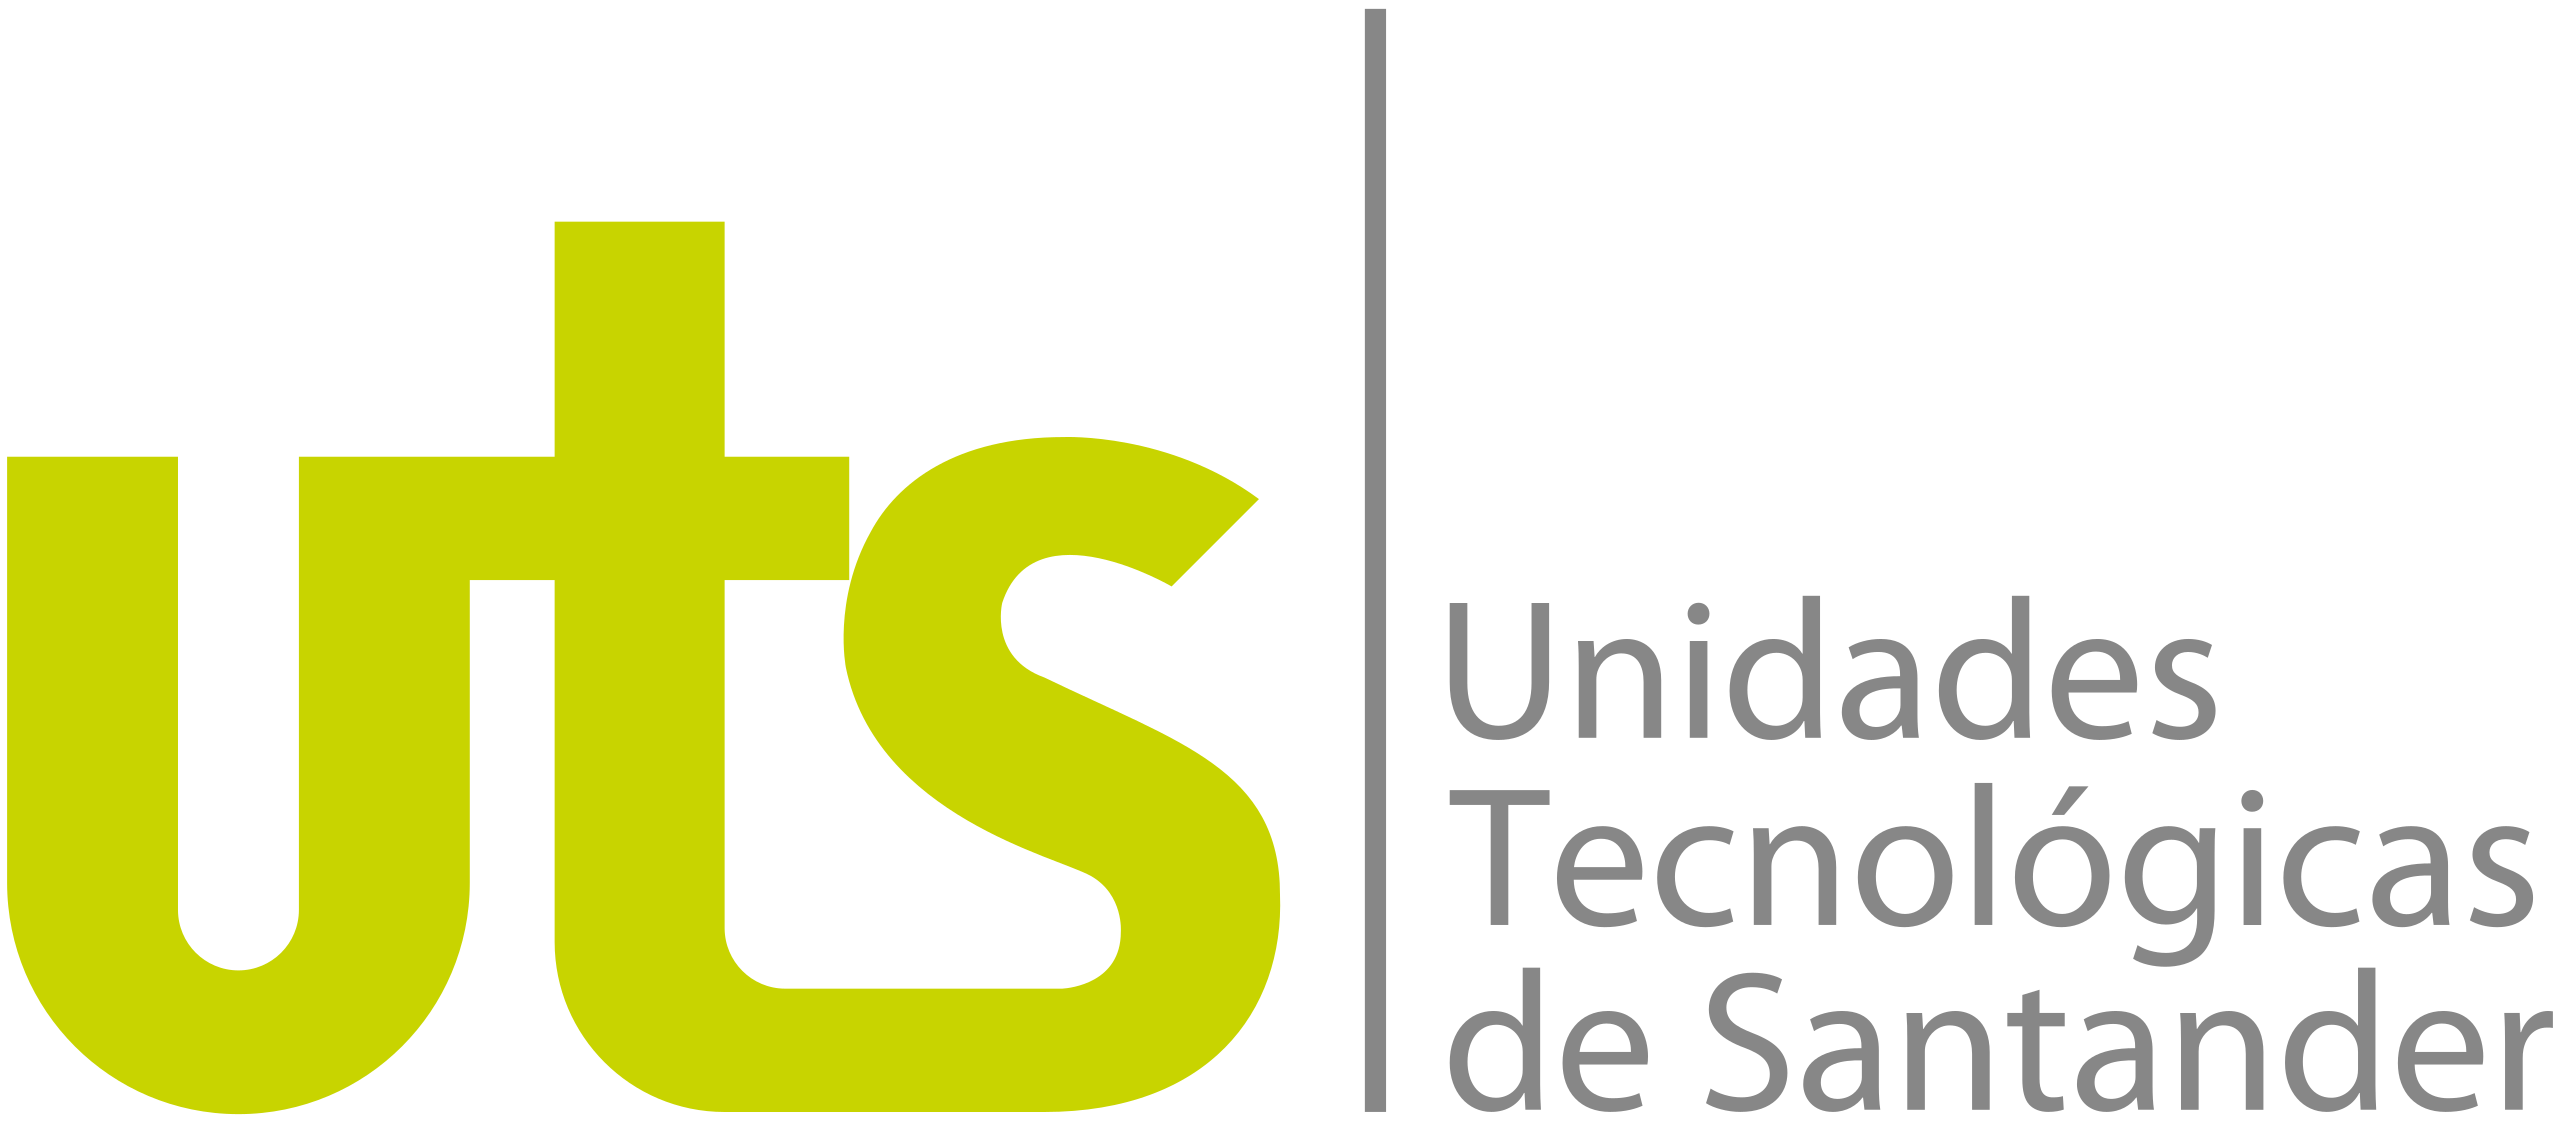 uts
Unidades
Tecnológicas
de Santander